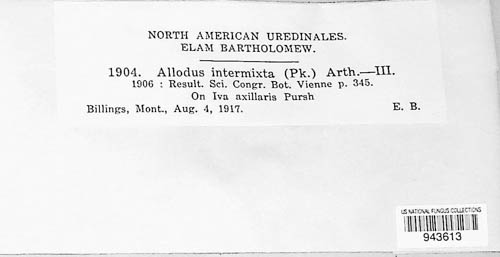 NORTH AMERICAN UREDINALES.
ELAM BARTHOLOMEW.
1904. Allodus intermixta (Pk.) Arth.—III.
1906 : Result. Sci. Congr. Bot. Vienne p. 345.
On Iva axillaris Pursh
Billings, Mont., Aug. 4, 1917. E. B.
US NATIONAL FUNGUS COLLECTIONS
943613